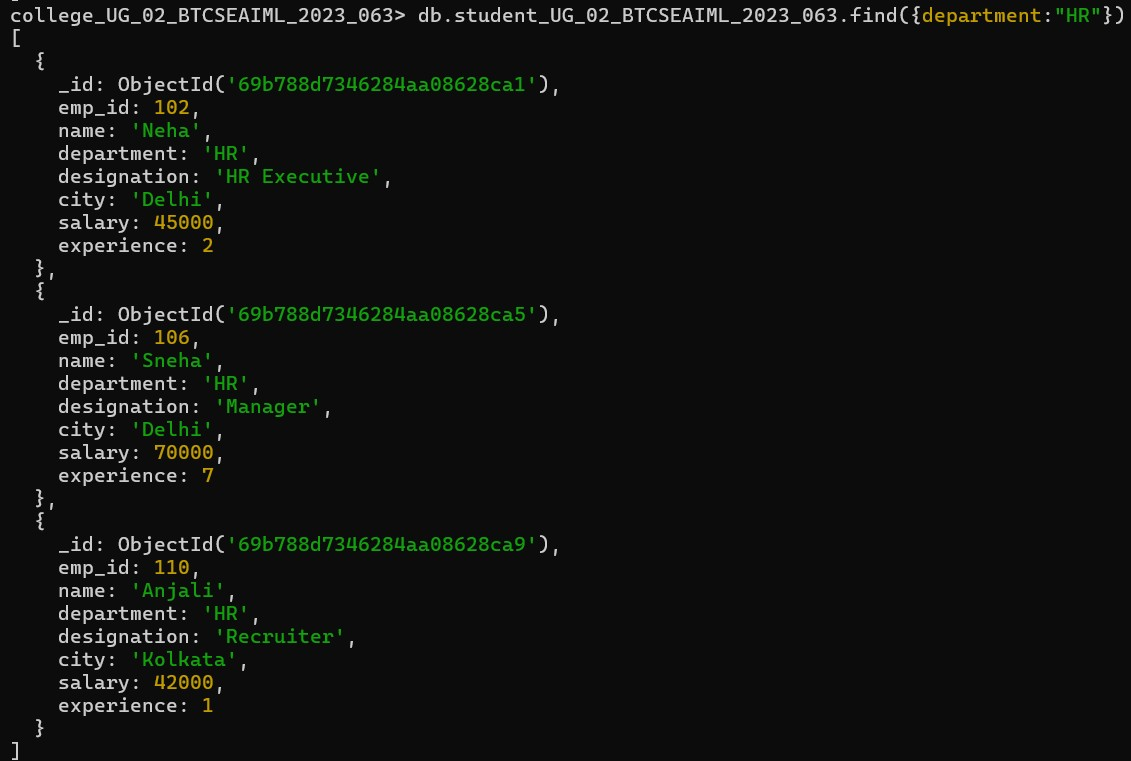 college_UG_02_BTCSEAIML_2023_063> db.student_UG_02_BTCSEAIML_2023_063.find({department:"HR"})
[
  {
    _id: ObjectId('69b788d7346284aa08628ca1'),
    emp_id: 102,
    name: 'Neha',
    department: 'HR',
    designation: 'HR Executive',
    city: 'Delhi',
    salary: 45000,
    experience: 2
  },
  {
    _id: ObjectId('69b788d7346284aa08628ca5'),
    emp_id: 106,
    name: 'Sneha',
    department: 'HR',
    designation: 'Manager',
    city: 'Delhi',
    salary: 70000,
    experience: 7
  },
  {
    _id: ObjectId('69b788d7346284aa08628ca9'),
    emp_id: 110,
    name: 'Anjali',
    department: 'HR',
    designation: 'Recruiter',
    city: 'Kolkata',
    salary: 42000,
    experience: 1
  }
]